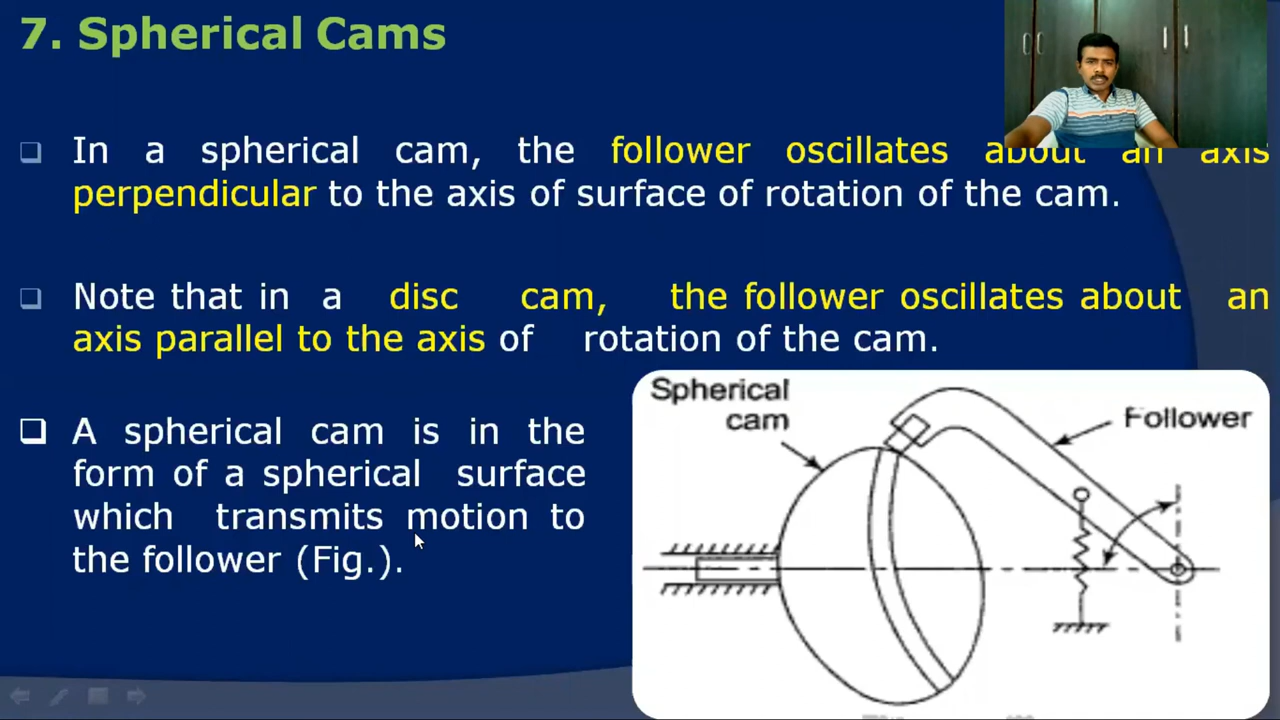 7. Spherical Cams
In a spherical cam, the follower oscillates about an axis
perpendicular to the axis of surface of rotation of the cam.
Note that in a disc cam, the follower oscillates about an
axis parallel to the axis of rotation of the cam.
A spherical cam is in the
form of a spherical surface
which transmits motion to
the follower (Fig.).
Spherical
cam
Follower